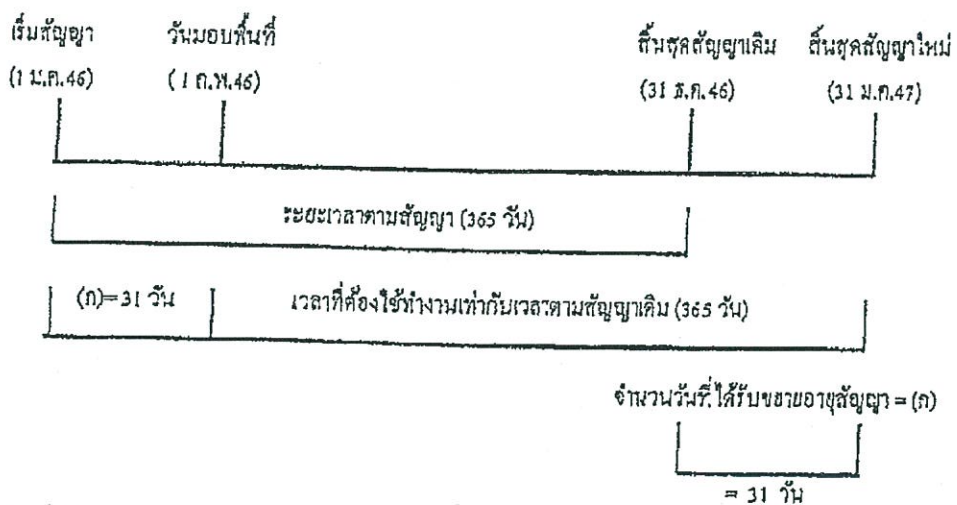 เริ่มสัญญา วันมอบพื้นที่ สิ้นสุดสัญญาเดิม สิ้นสุดสัญญาใหม่
(1 ม.ค.46) (1 ก.พ.46) (31 ธ.ค.46) (31 ม.ค.47)
ระยะเวลาตามสัญญา (365 วัน)
(ก)=31 วัน เวลาที่ต้องใช้ทำงานเท่ากับเวลาตามสัญญาเดิม (365 วัน)
จำนวนวันที่ได้รับขยายอายุสัญญา = (ก)
= 31 วัน